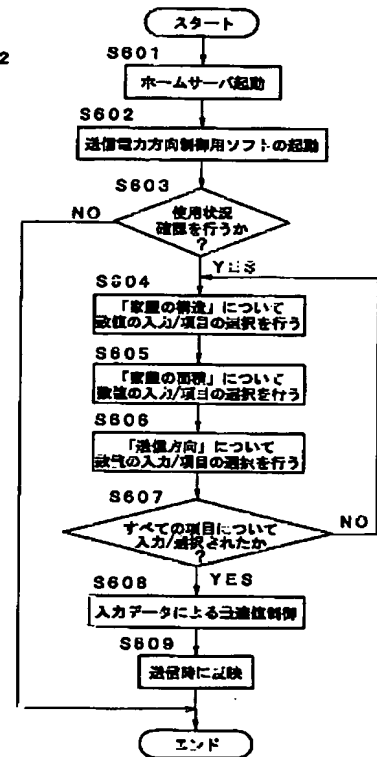 2
スタート
S601
ホームサーバ起動
S602
送信電力方向制御用ソフトの起動
S603
使用状況
確認を行うか
?
NO
YES
S604
「家屋の構造」について
数値の入力/項目の選択を行う
S605
「家屋の面積」について
数値の入力/項目の選択を行う
S606
「送信方向」について
数値の入力/項目の選択を行う
S607
すべての項目について
入力/選択されたか
?
NO
YES
S608
入力データによる 値制御
S609
送信時に反映
エンド